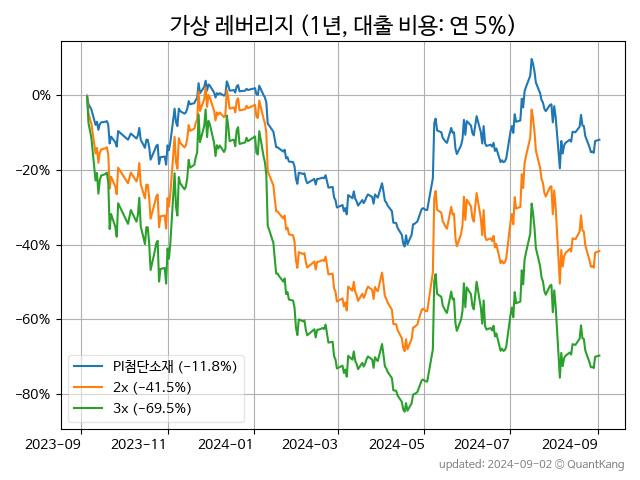 가상 레버리지 (1년, 대출 비용: 연 5%)
0%
−20%
−40%
−60%
−80%
PI첨단소재 (−11.8%)
2x (−41.5%)
3x (−69.5%)
2023-09 2023-11 2024-01 2024-03 2024-05 2024-07 2024-09
updated: 2024-09-02 © QuantKang